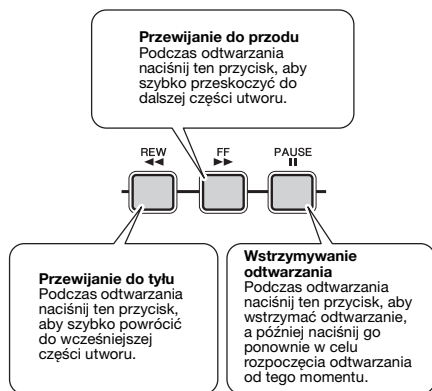 Przewijanie do przodu
Podczas odtwarzania
naciśnij ten przycisk, aby
szybko przeskoczyć do
dalszej części utworu.
REW
FF
PAUSE
Przewijanie do tyłu
Podczas odtwarzania
naciśnij ten przycisk,
aby szybko powrócić
do wcześniejszej
części utworu.
Wstrzymywanie
odtwarzania
Podczas odtwarzania
naciśnij ten przycisk, aby
wstrzymać odtwarzanie,
a później naciśnij go
ponownie w celu
rozpoczęcia odtwarzania
od tego momentu.